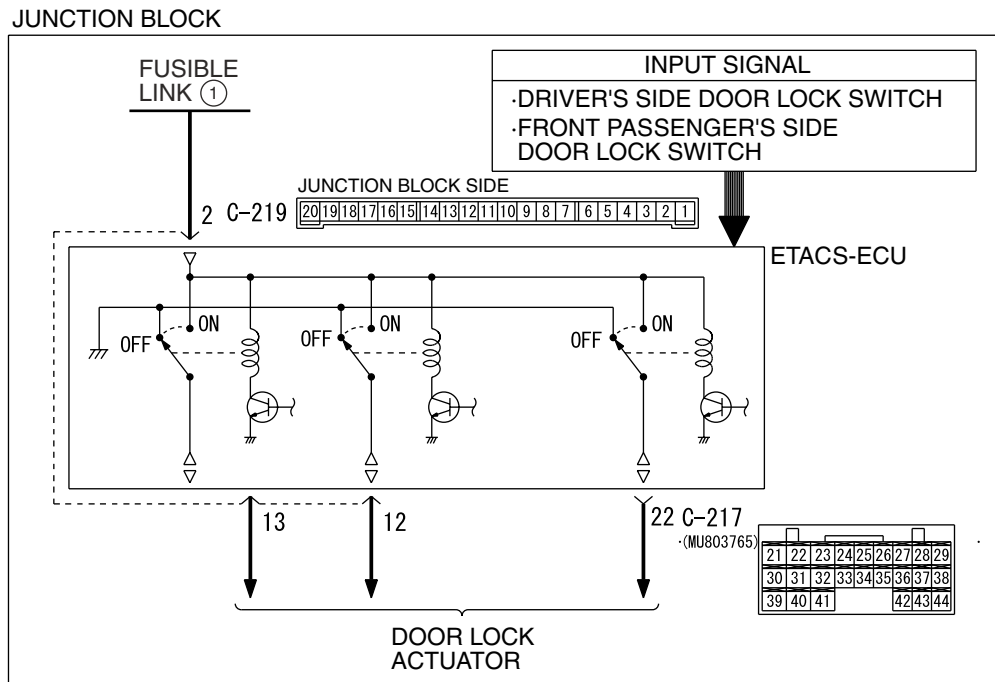 JUNCTION BLOCK
FUSIBLE
LINK ①
INPUT SIGNAL
·DRIVER'S SIDE DOOR LOCK SWITCH
·FRONT PASSENGER'S SIDE
DOOR LOCK SWITCH
JUNCTION BLOCK SIDE
2 C-219
20 19 18 17 16 15 14 13 12 11 10 9 8 7 6 5 4 3 2 1
ETACS-ECU
OFF ON OFF ON OFF ON
13 12 22 C-217
·(MU803765)
21 22 23 24 25 26 27 28 29
30 31 32 33 34 35 36 37 38
39 40 41 42 43 44
DOOR LOCK
ACTUATOR